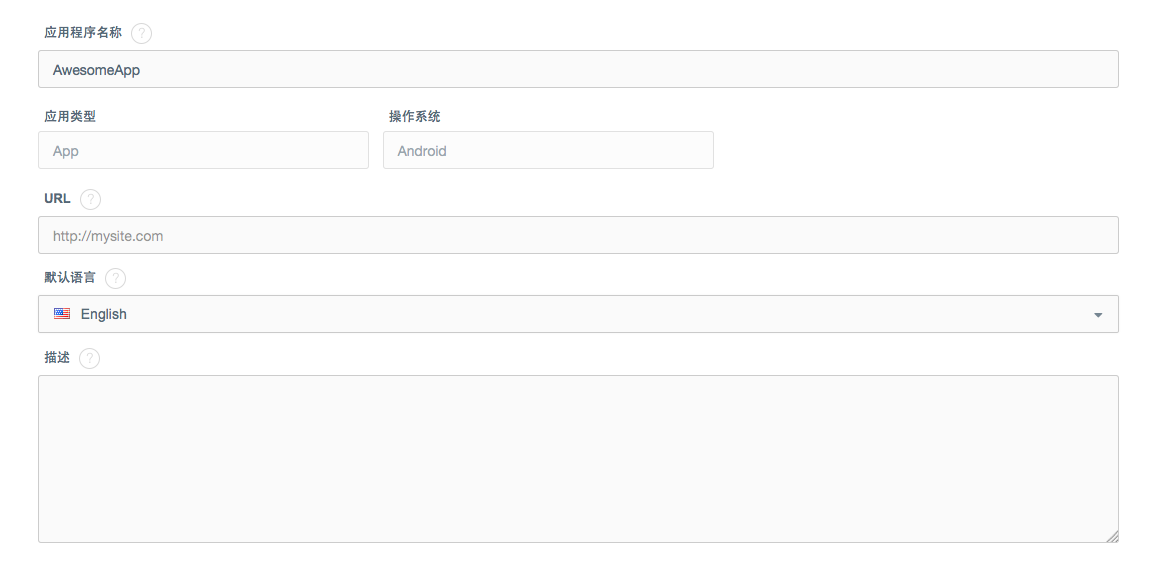 应用程序名称 ?
AwesomeApp
应用类型 操作系统
App Android
URL ?
http://mysite.com
默认语言 ?
English
描述 ?